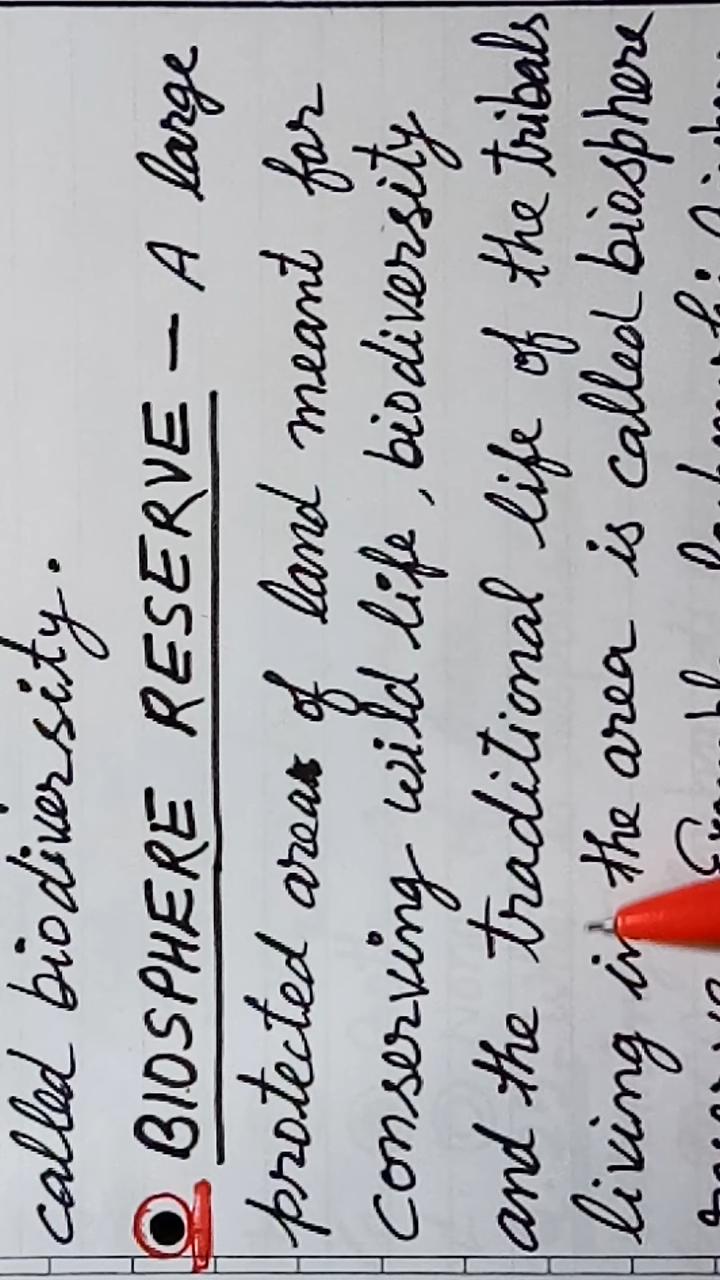 called biodiversity.
BIOSPHERE RESERVE - A large
protected area of land meant for
conserving wild life, biodiversity
and the traditional life of the tribals
living in the area is called biosphere